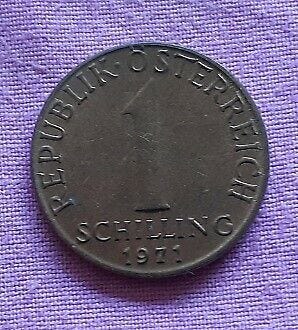 REPUBLIK · ÖSTERREICH
1
SCHILLING
1971